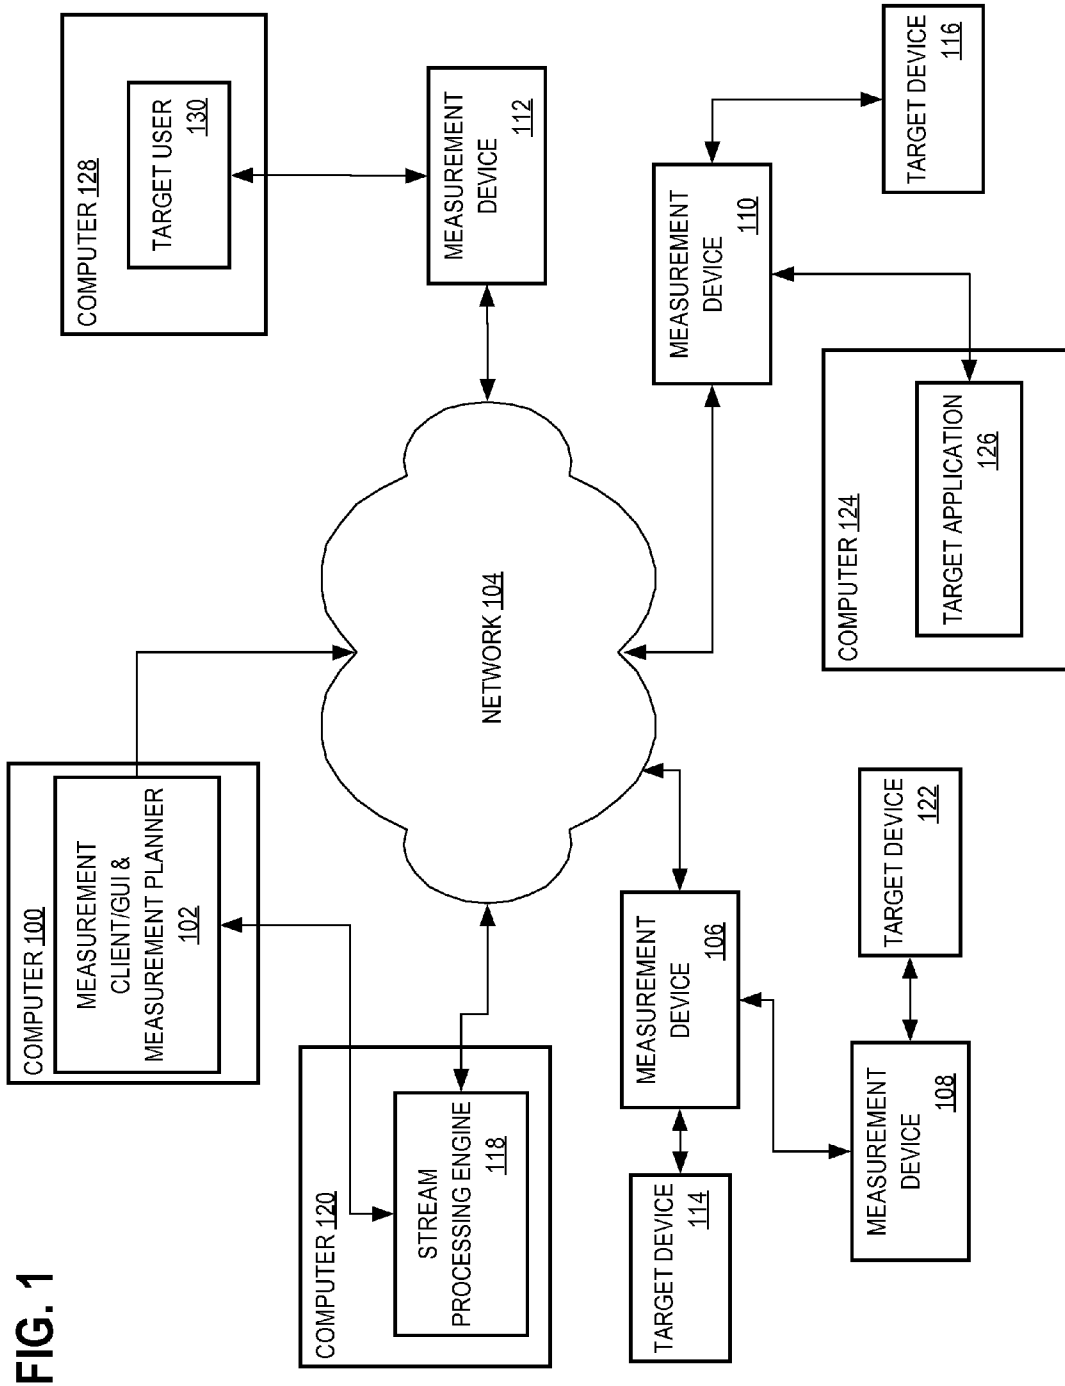 FIG. 1
COMPUTER 100
MEASUREMENT
CLIENT/GUI &
MEASUREMENT PLANNER
102
COMPUTER 128
TARGET USER
130
COMPUTER 120
STREAM
PROCESSING ENGINE
118
NETWORK 104
MEASUREMENT
DEVICE
112
TARGET DEVICE
114
MEASUREMENT
DEVICE
106
MEASUREMENT
DEVICE
110
MEASUREMENT
DEVICE
108
TARGET DEVICE
122
COMPUTER 124
TARGET APPLICATION
126
TARGET DEVICE
116